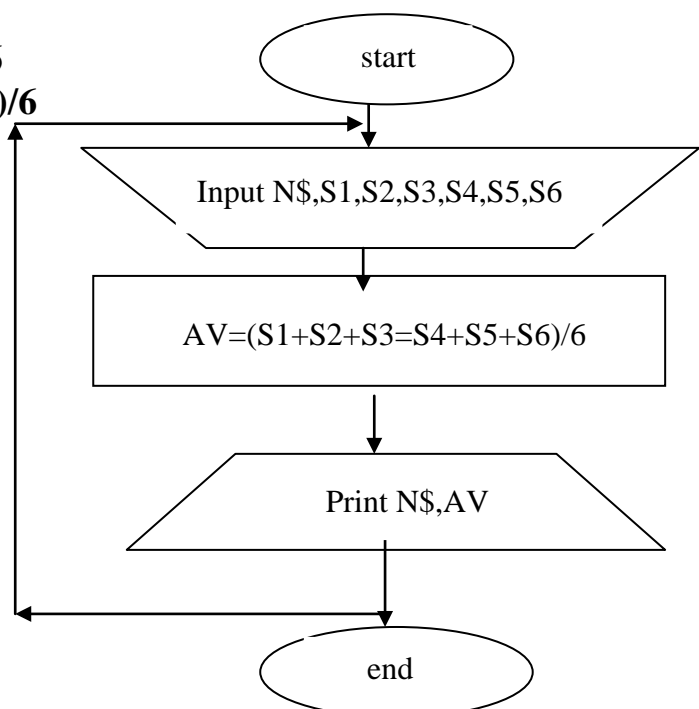 start
)/6
Input N$,S1,S2,S3,S4,S5,S6
AV=(S1+S2+S3=S4+S5+S6)/6
Print N$,AV
end